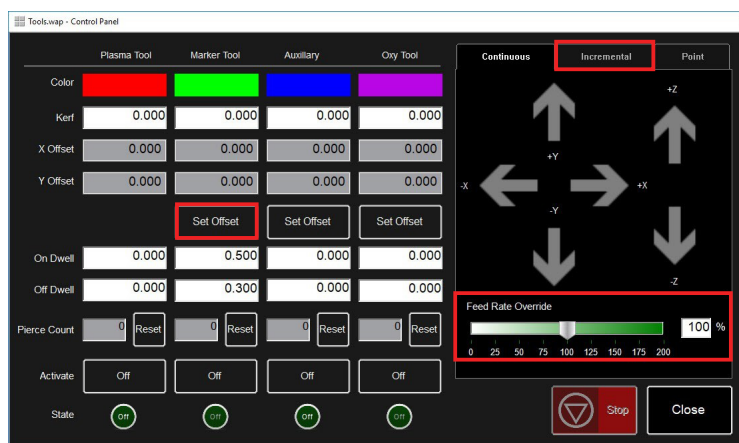 Tools.wap - Control Panel
Plasma Tool Marker Tool Auxillary Oxy Tool
Color
Kerf 0.000 0.000 0.000 0.000
X Offset 0.000 0.000 0.000 0.000
Y Offset 0.000 0.000 0.000 0.000
Set Offset Set Offset Set Offset
On Dwell 0.000 0.500 0.000 0.000
Off Dwell 0.000 0.300 0.000 0.000
Pierce Count 0 Reset 0 Reset 0 Reset 0 Reset
Activate Off Off Off Off
State Off Off Off Off
Continuous Incremental Point
+Z
+Y
-X +X
-Y
-Z
Feed Rate Override
100 %
0 25 50 75 100 125 150 175 200
Stop Close